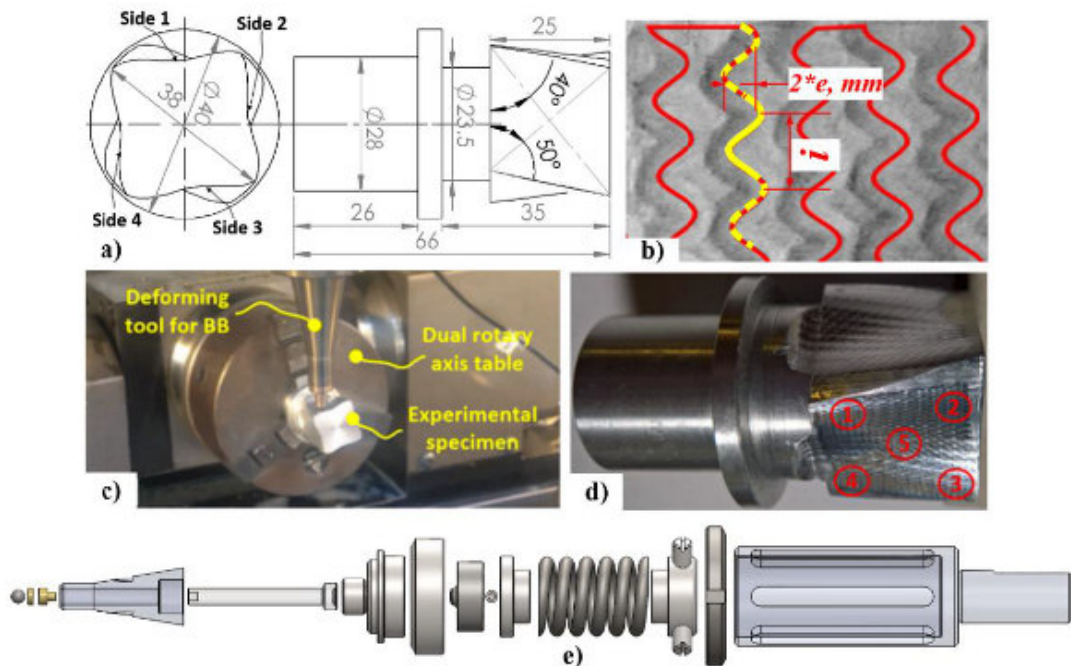 Side 1
Side 2
38
Ø 40
Side 4
Side 3
a)
Ø28
Ø23.5
25
40°
50°
26
35
66
2*e, mm
i
b)
Deforming
tool for BB
Dual rotary
axis table
Experimental
specimen
c)
1
2
5
4
3
d)
e)